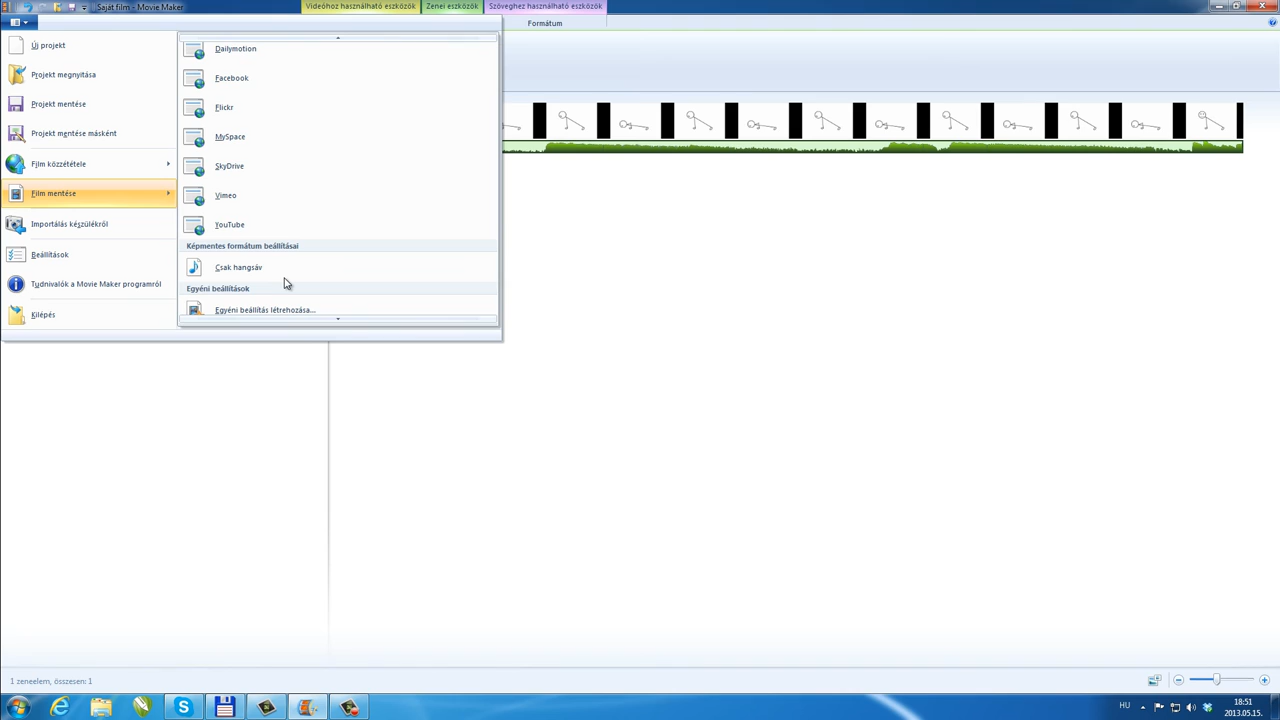 Saját film - Movie Maker
Videóhoz használható eszközök
Zenei eszközök
Szöveghez használható eszközök
Formátum
Új projekt
Projekt megnyitása
Projekt mentése
Projekt mentése másként
Film közzététele
Film mentése
Importálás készülékről
Beállítások
Tudnivalók a Movie Maker programról
Kilépés
Dailymotion
Facebook
Flickr
MySpace
SkyDrive
Vimeo
YouTube
Képmentes formátum beállításai
Csak hangsáv
Egyéni beállítások
Egyéni beállítás létrehozása...
1 zeneelem, összesen: 1
HU
18:51
2013.05.15.